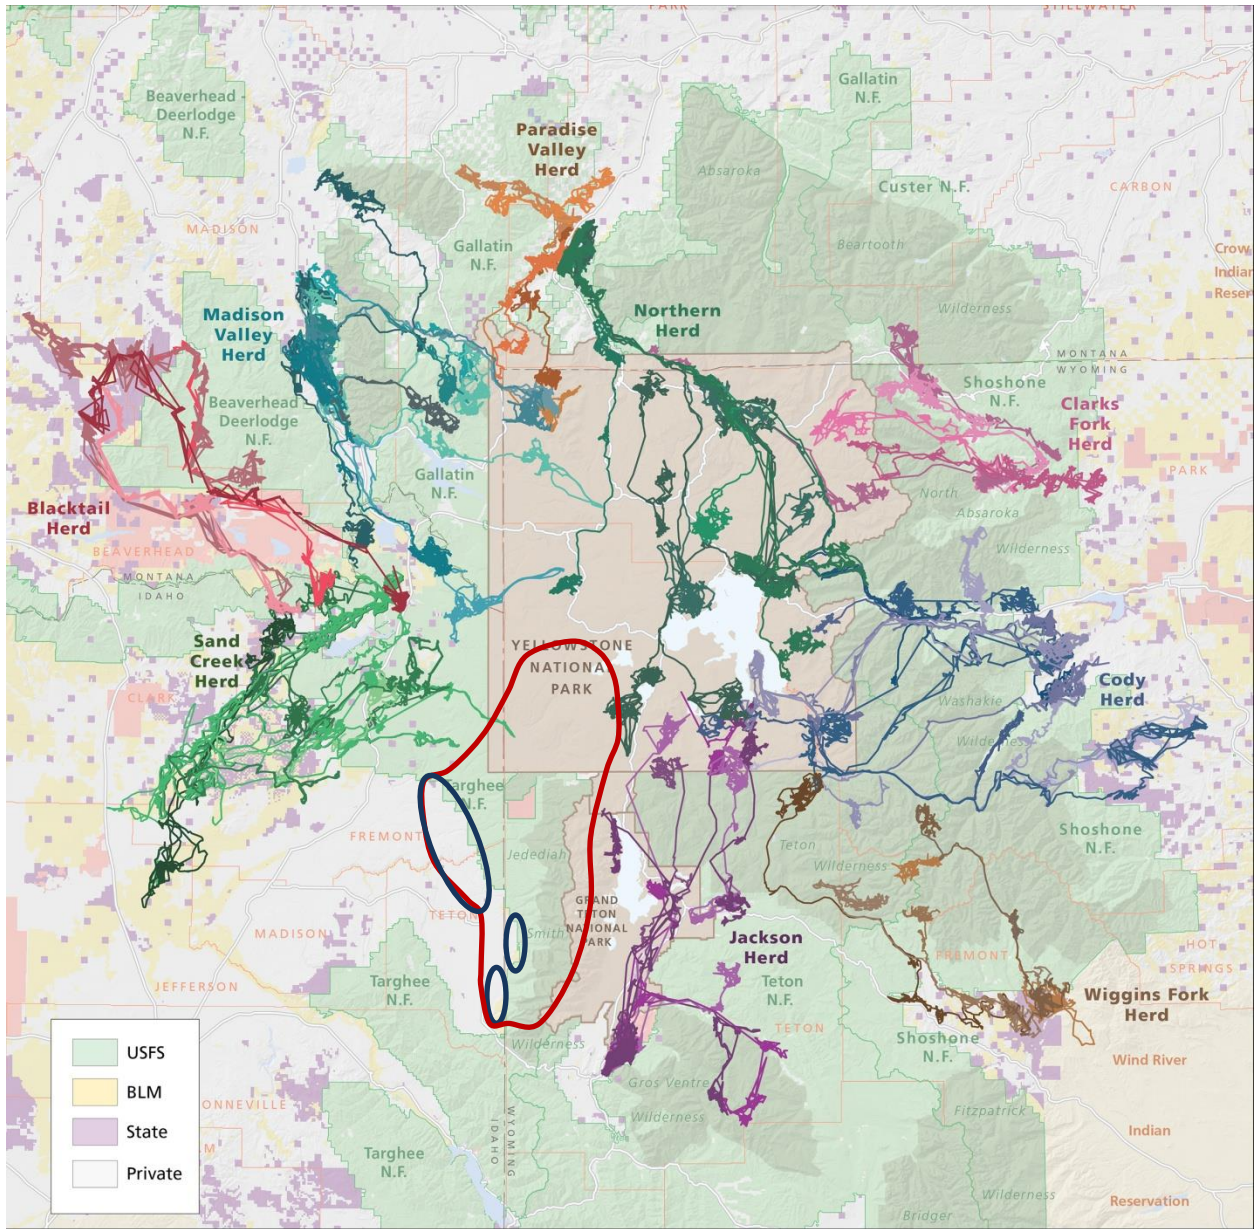 PARK
STILLWATER
Gallatin
N.F.
Beaverhead -
Deerlodge
N.F.
Paradise
Valley
Herd
Absaroka
Custer N.F.
CARBON
MADISON
Gallatin
N.F.
Beartooth
Crow
Indian
Reser
Madison
Valley
Herd
Northern
Herd
Wilderness
MONTANA
WYOMING
Shoshone
N.F.
Beaverhead -
Deerlodge
N.F.
Clarks
Fork
Herd
Gallatin
N.F.
PARK
North
Absaroka
Wilderness
Blacktail
Herd
BEAVERHEAD
MONTANA
IDAHO
Sand
Creek
Herd
YELLOWSTONE
NATIONA
PARK
CLARK
Washakie
Wilderness
Cody
Herd
Targhee
N.F.
FREMONT
Jedediah
Smith
Teton
Wilderness
Shoshone
N.F.
TETON
GRAND
TETON
NATIONAL
PARK
MADISON
Jackson
Herd
FREMONT
HOT
SPRINGS
JEFFERSON
Targhee
N.F.
Teton
N.F.
TETON
Wiggins Fork
Herd
Wilderness
Shoshone
N.F.
Wind River
USFS
BLM
State
Private
Gros Ventre
Wilderness
ONNEVILLE
M
WYOMING
IDAHO
Fitzpatrick
Indian
Targhee
N.F.
Wilderness
Bridger
Reservation